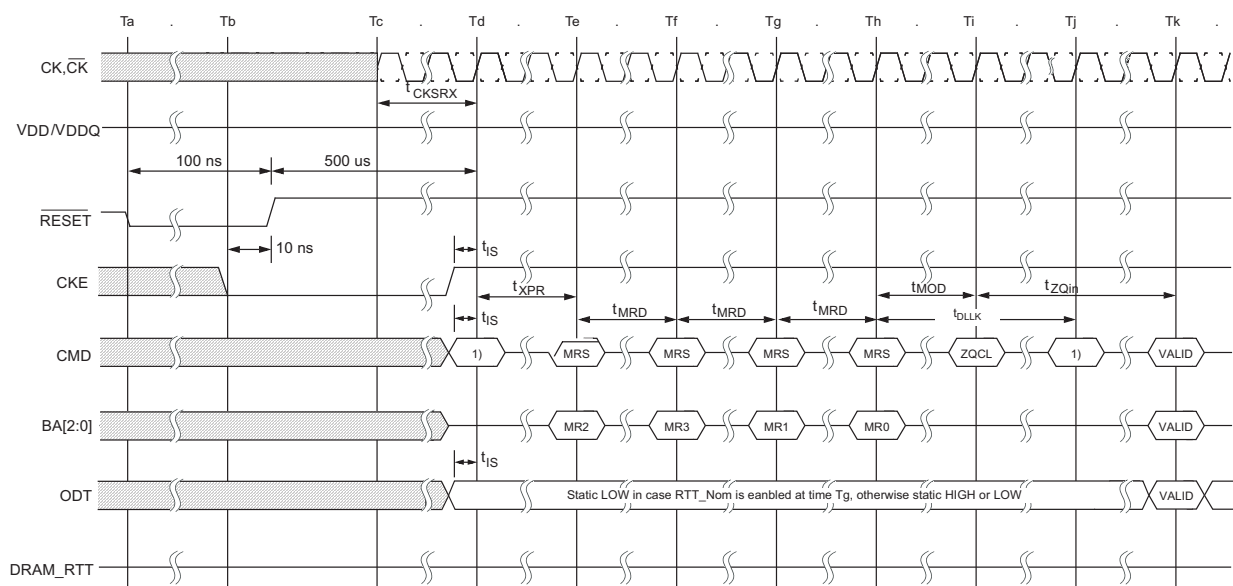 Ta . Tb . Tc . Td . Te . Tf . Tg . Th . Ti . Tj . Tk .
CK,CK
tCKSRX
VDD/VDDQ
100 ns 500 us
RESET
10 ns tIS
CKE
tXPR tMOD tZQin
tIS tMRD tMRD tMRD tDLLK
CMD 1) MRS MRS MRS MRS ZQCL 1) VALID
BA[2:0] MR2 MR3 MR1 MR0 VALID
tIS
ODT Static LOW in case RTT_Nom is eanbled at time Tg, otherwise static HIGH or LOW VALID
DRAM_RTT